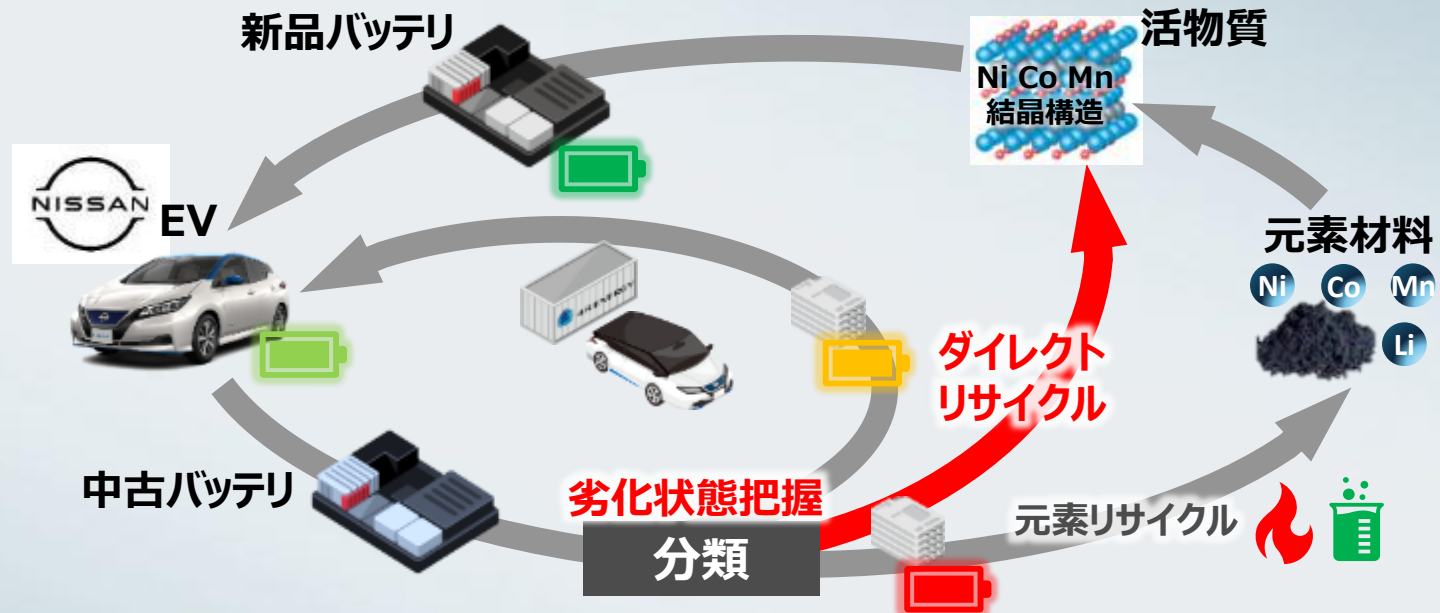 新品バッテリ
活物質
Ni Co Mn
結晶構造
NISSAN
EV
元素材料
Ni
Co
Mn
Li
4R ENERGY
ダイレクト
リサイクル
中古バッテリ
劣化状態把握
分類
元素リサイクル